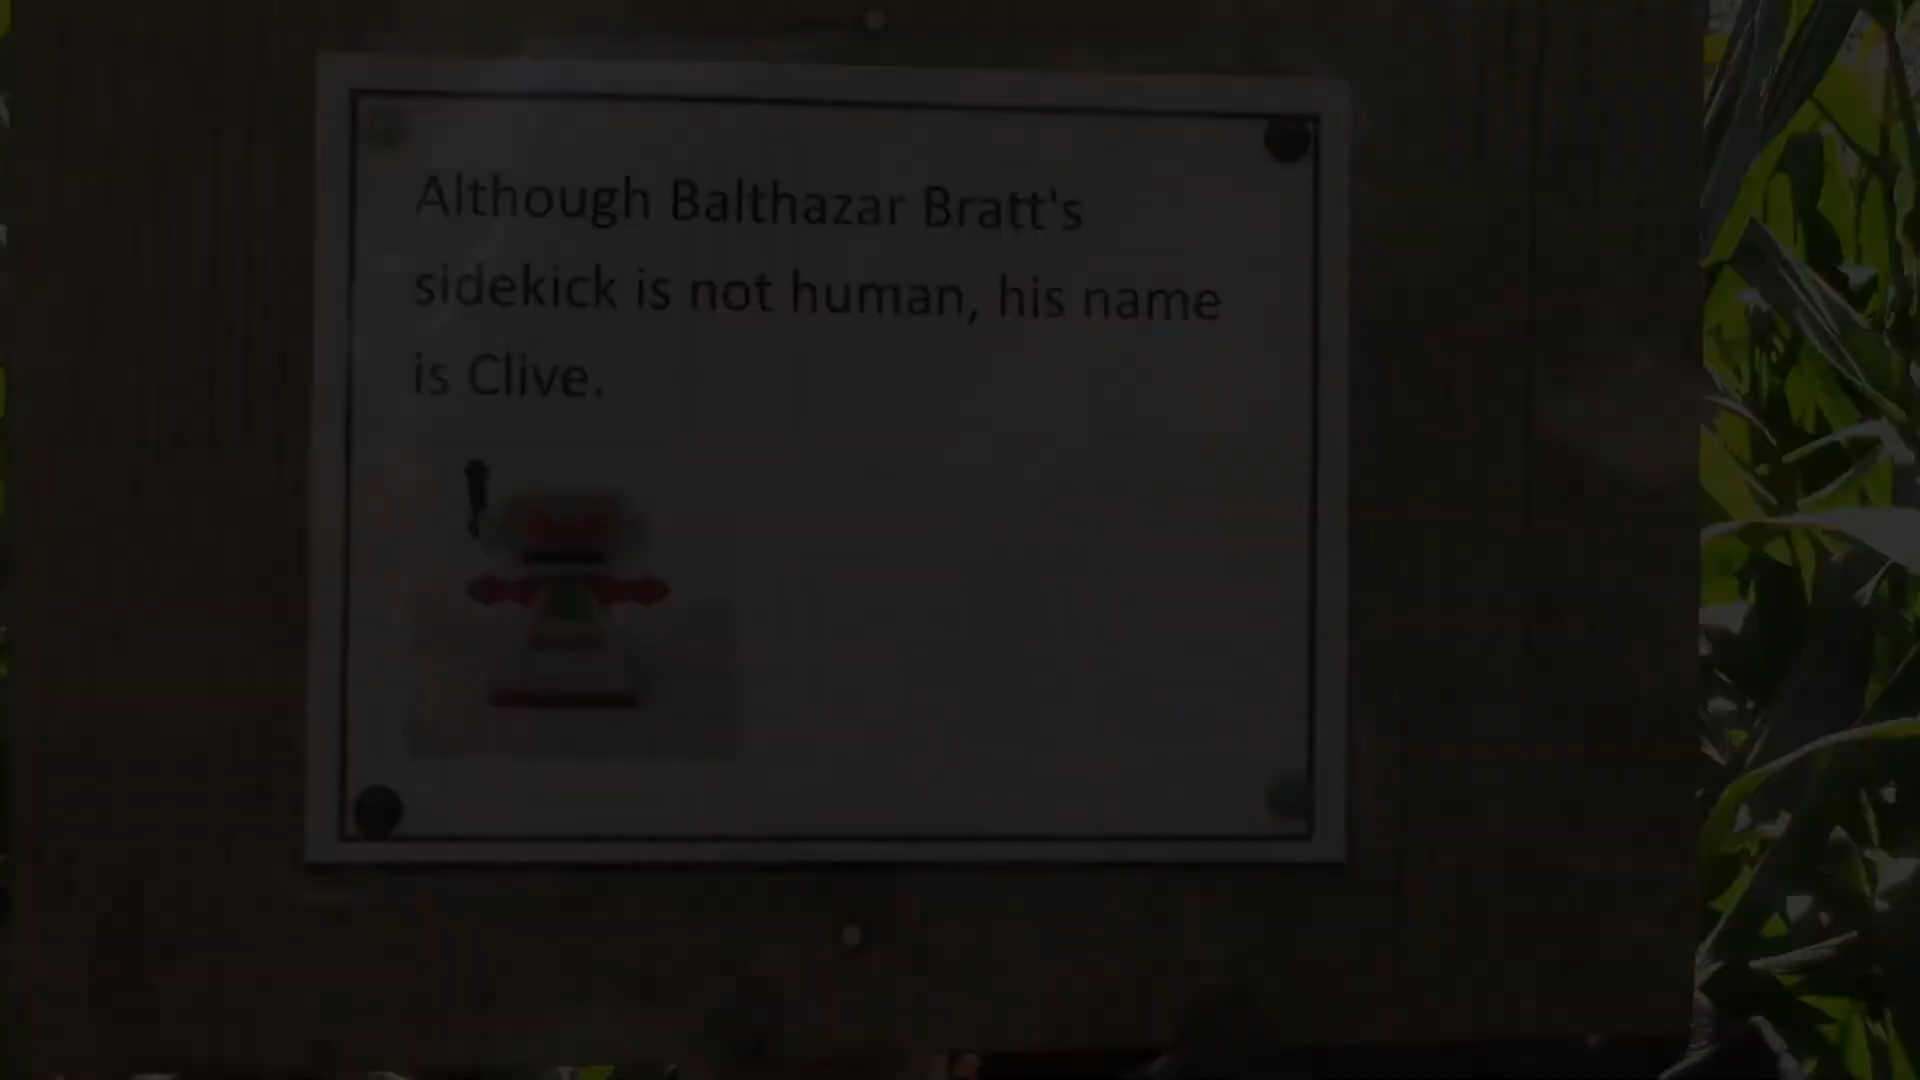 Although Balthazar Bratt's
sidekick is not human, his name
is Clive.